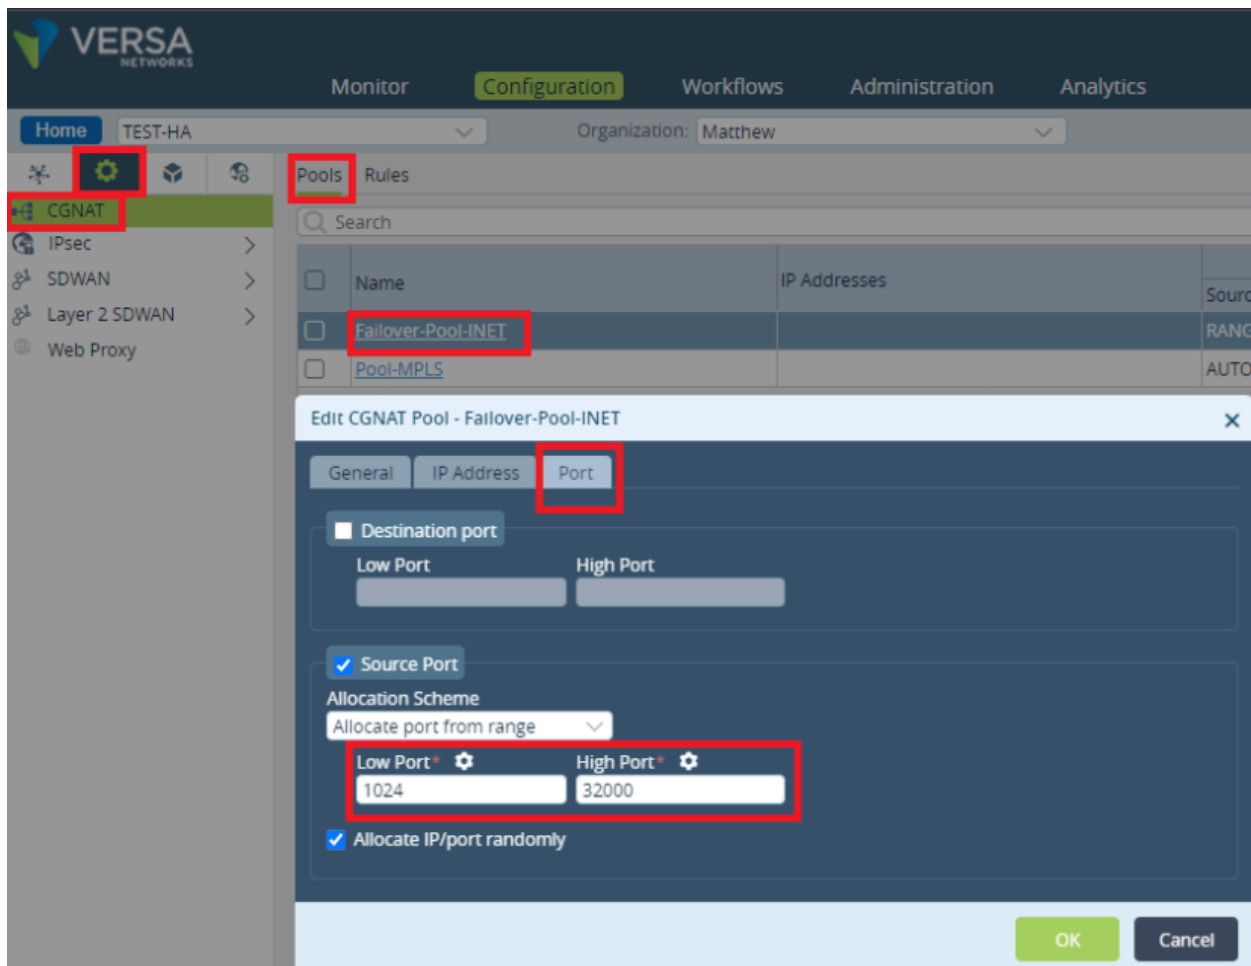 VERSA
NETWORKS
Monitor Configuration Workflows Administration Analytics
Home TEST-HA Organization: Matthew
Pools Rules
CGNAT
Search
IPsec
SDWAN
Name IP Addresses
Sourc
Layer 2 SDWAN
Failover-Pool-INET RANG
Web Proxy
Pool-MPLS AUTO
Edit CGNAT Pool - Failover-Pool-INET
General IP Address Port
Destination port
Low Port High Port
Source Port
Allocation Scheme
Allocate port from range
Low Port* High Port*
1024 32000
Allocate IP/port randomly
OK Cancel